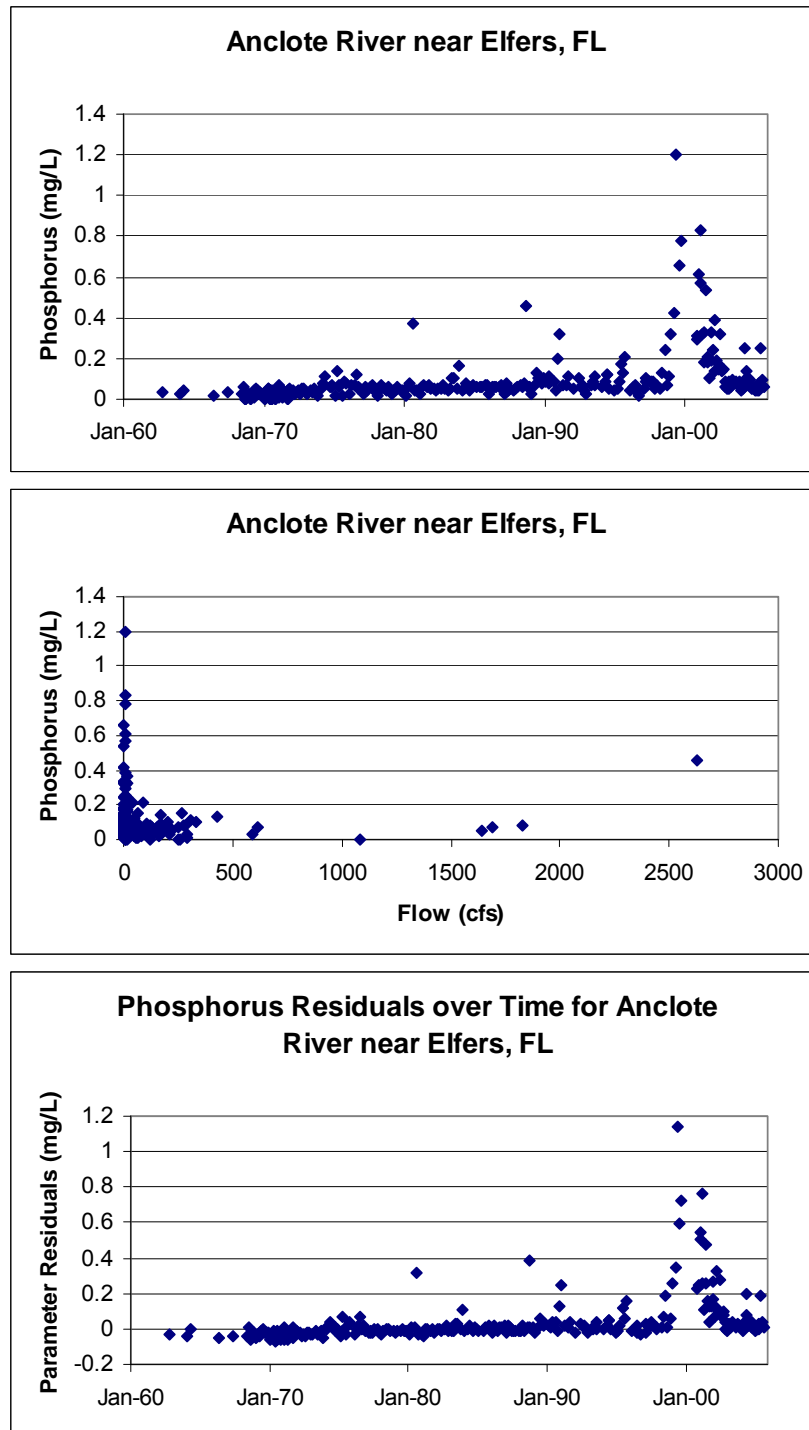 Anclote River near Elfers, FL
Phosphorus (mg/L)
1.4
1.2
1
0.8
0.6
0.4
0.2
0
Jan-60 Jan-70 Jan-80 Jan-90 Jan-00
Anclote River near Elfers, FL
Phosphorus (mg/L)
1.4
1.2
1
0.8
0.6
0.4
0.2
0
0 500 1000 1500 2000 2500 3000
Flow (cfs)
Phosphorus Residuals over Time for Anclote
River near Elfers, FL
Parameter Residuals (mg/L)
1.2
1
0.8
0.6
0.4
0.2
0
-0.2
Jan-60 Jan-70 Jan-80 Jan-90 Jan-00